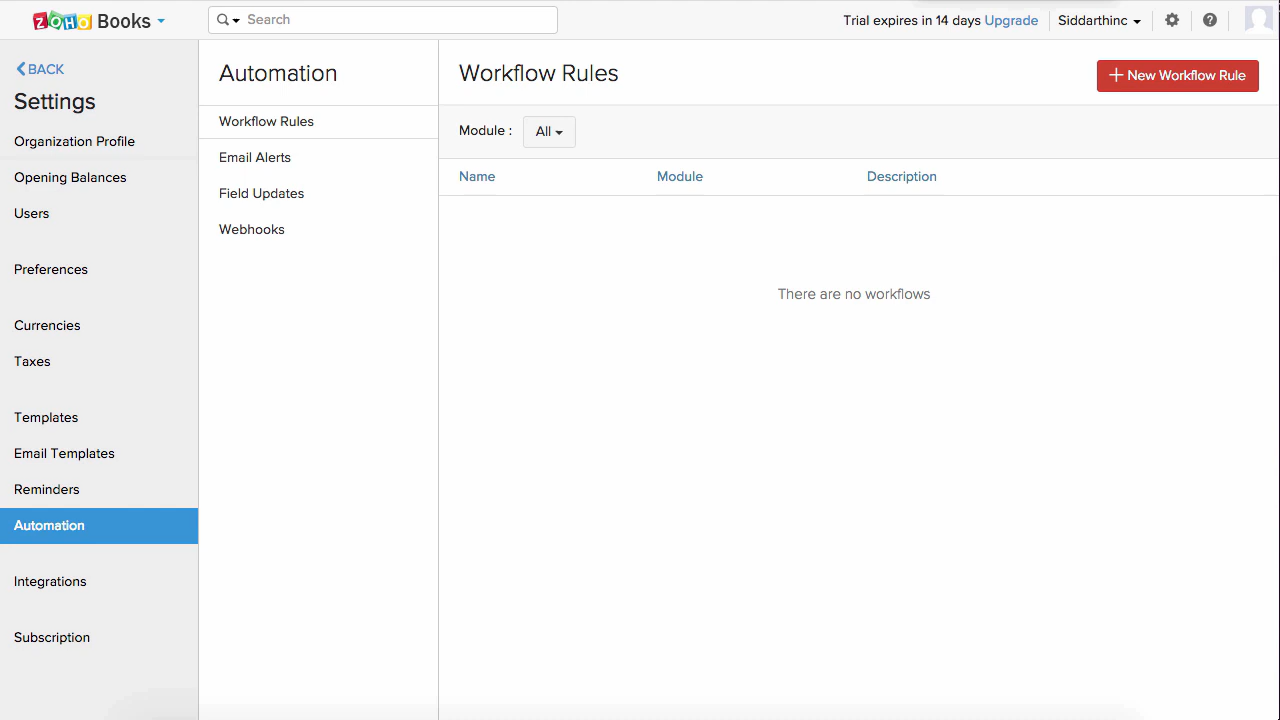 ZOHO Books
Search
Trial expires in 14 days Upgrade
Siddarthinc
BACK
Settings
Organization Profile
Opening Balances
Users
Preferences
Currencies
Taxes
Templates
Email Templates
Reminders
Automation
Integrations
Subscription
Automation
Workflow Rules
Email Alerts
Field Updates
Webhooks
Workflow Rules
+ New Workflow Rule
Module : All
Name Module Description
There are no workflows